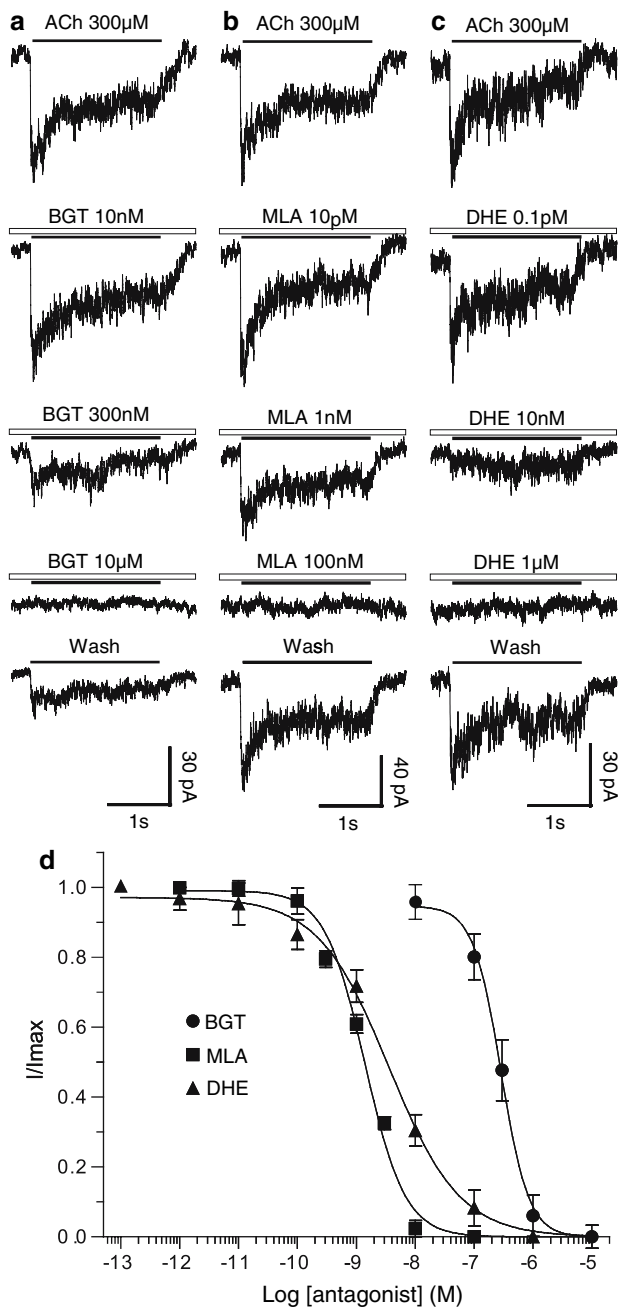 a
ACh 300µM
b
ACh 300µM
c
ACh 300µM
BGT 10nM
MLA 10pM
DHE 0.1pM
BGT 300nM
MLA 1nM
DHE 10nM
BGT 10µM
MLA 100nM
DHE 1µM
Wash
Wash
Wash
30 pA
1s
40 pA
1s
30 pA
1s
d
1.0
0.8
0.6
0.4
0.2
0.0
I/Imax
BGT
MLA
DHE
-13 -12 -11 -10 -9 -8 -7 -6 -5
Log [antagonist] (M)